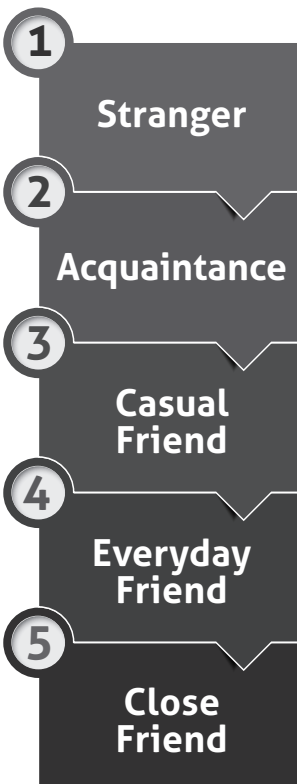 1
Stranger
2
Acquaintance
3
Casual
Friend
4
Everyday
Friend
5
Close
Friend